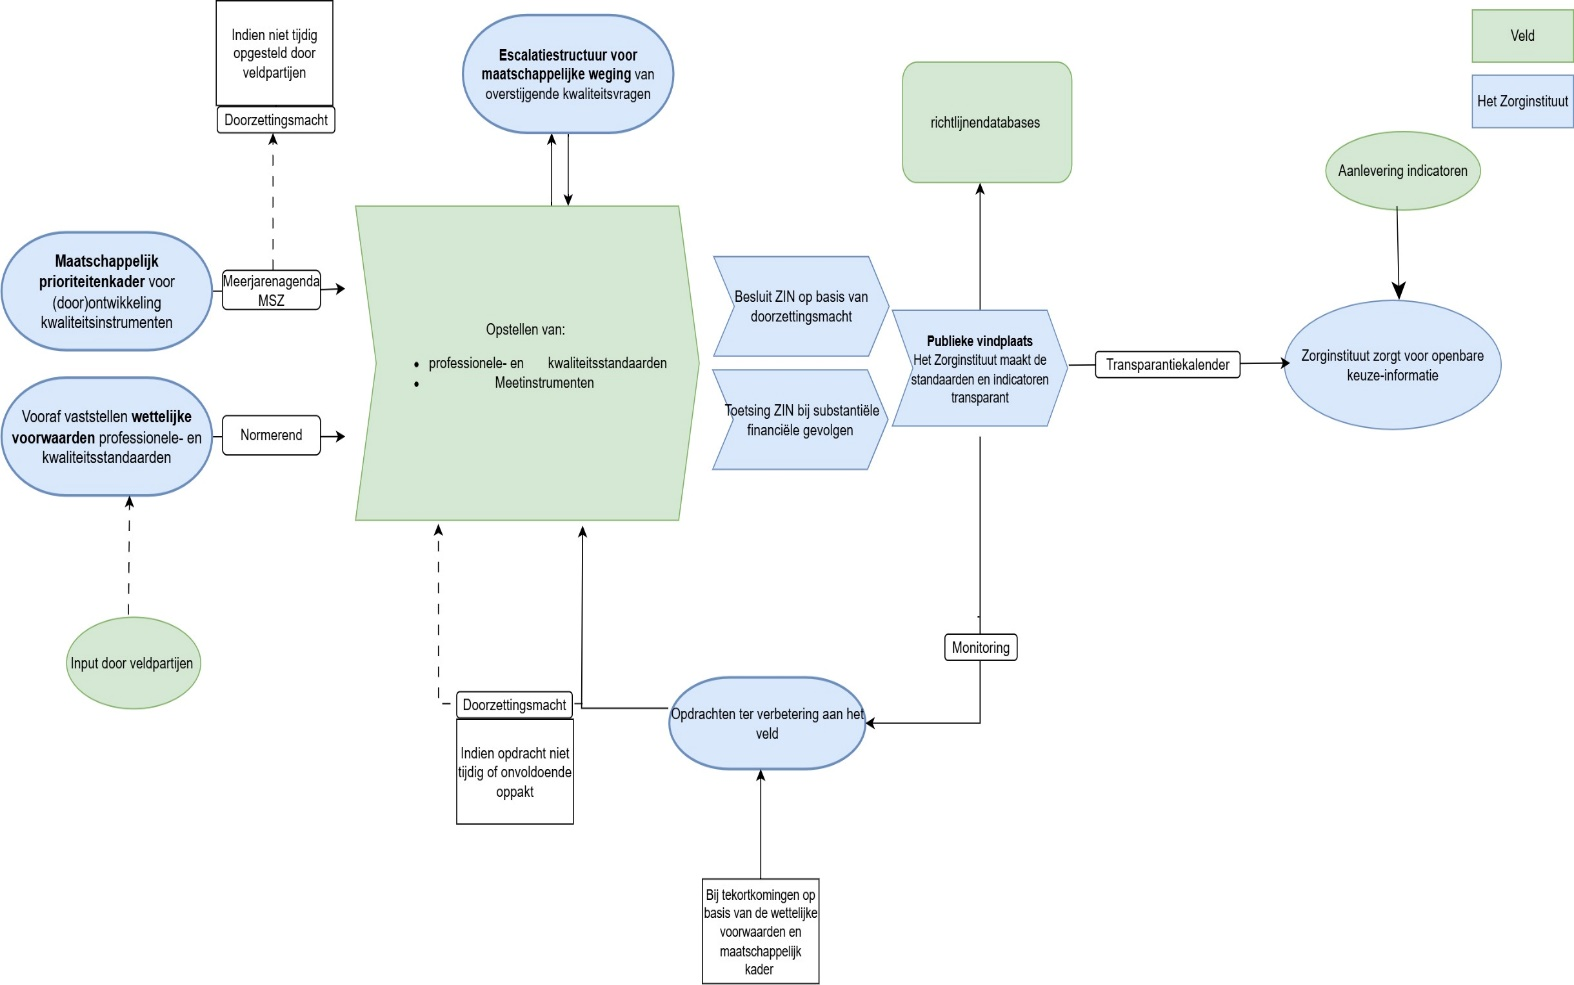 Indien niet tijdig
opgesteld door
veldpartijen
Doorzettingsmacht
Escalatiestructuur voor
maatschappelijke weging van
overstijgende kwaliteitsvragen
richtlijnendatabases
Veld
Het Zorginstituut
Aanlevering indicatoren
Maatschappelijk
prioriteitenkader voor
(door)ontwikkeling
kwaliteitsinstrumenten
Meerjarenagenda
MSZ
Vooraf vaststellen wettelijke
voorwaarden professionele- en
kwaliteitsstandaarden
Normerend
Input door veldpartijen
Opstellen van:
• professionele- en kwaliteitsstandaarden
• Meetinstrumenten
Besluit ZIN op basis van
doorzettingsmacht
Toetsing ZIN bij substantiële
financiële gevolgen
Publieke vindplaats
Het Zorginstituut maakt de
standaarden en indicatoren
transparant
Transparantiekalender
Zorginstituut zorgt voor openbare
keuze-informatie
Monitoring
Opdrachten ter verbetering aan het
veld
Doorzettingsmacht
Indien opdracht niet
tijdig of onvoldoende
oppakt
Bij tekortkomingen op
basis van de wettelijke
voorwaarden en
maatschappelijk
kader